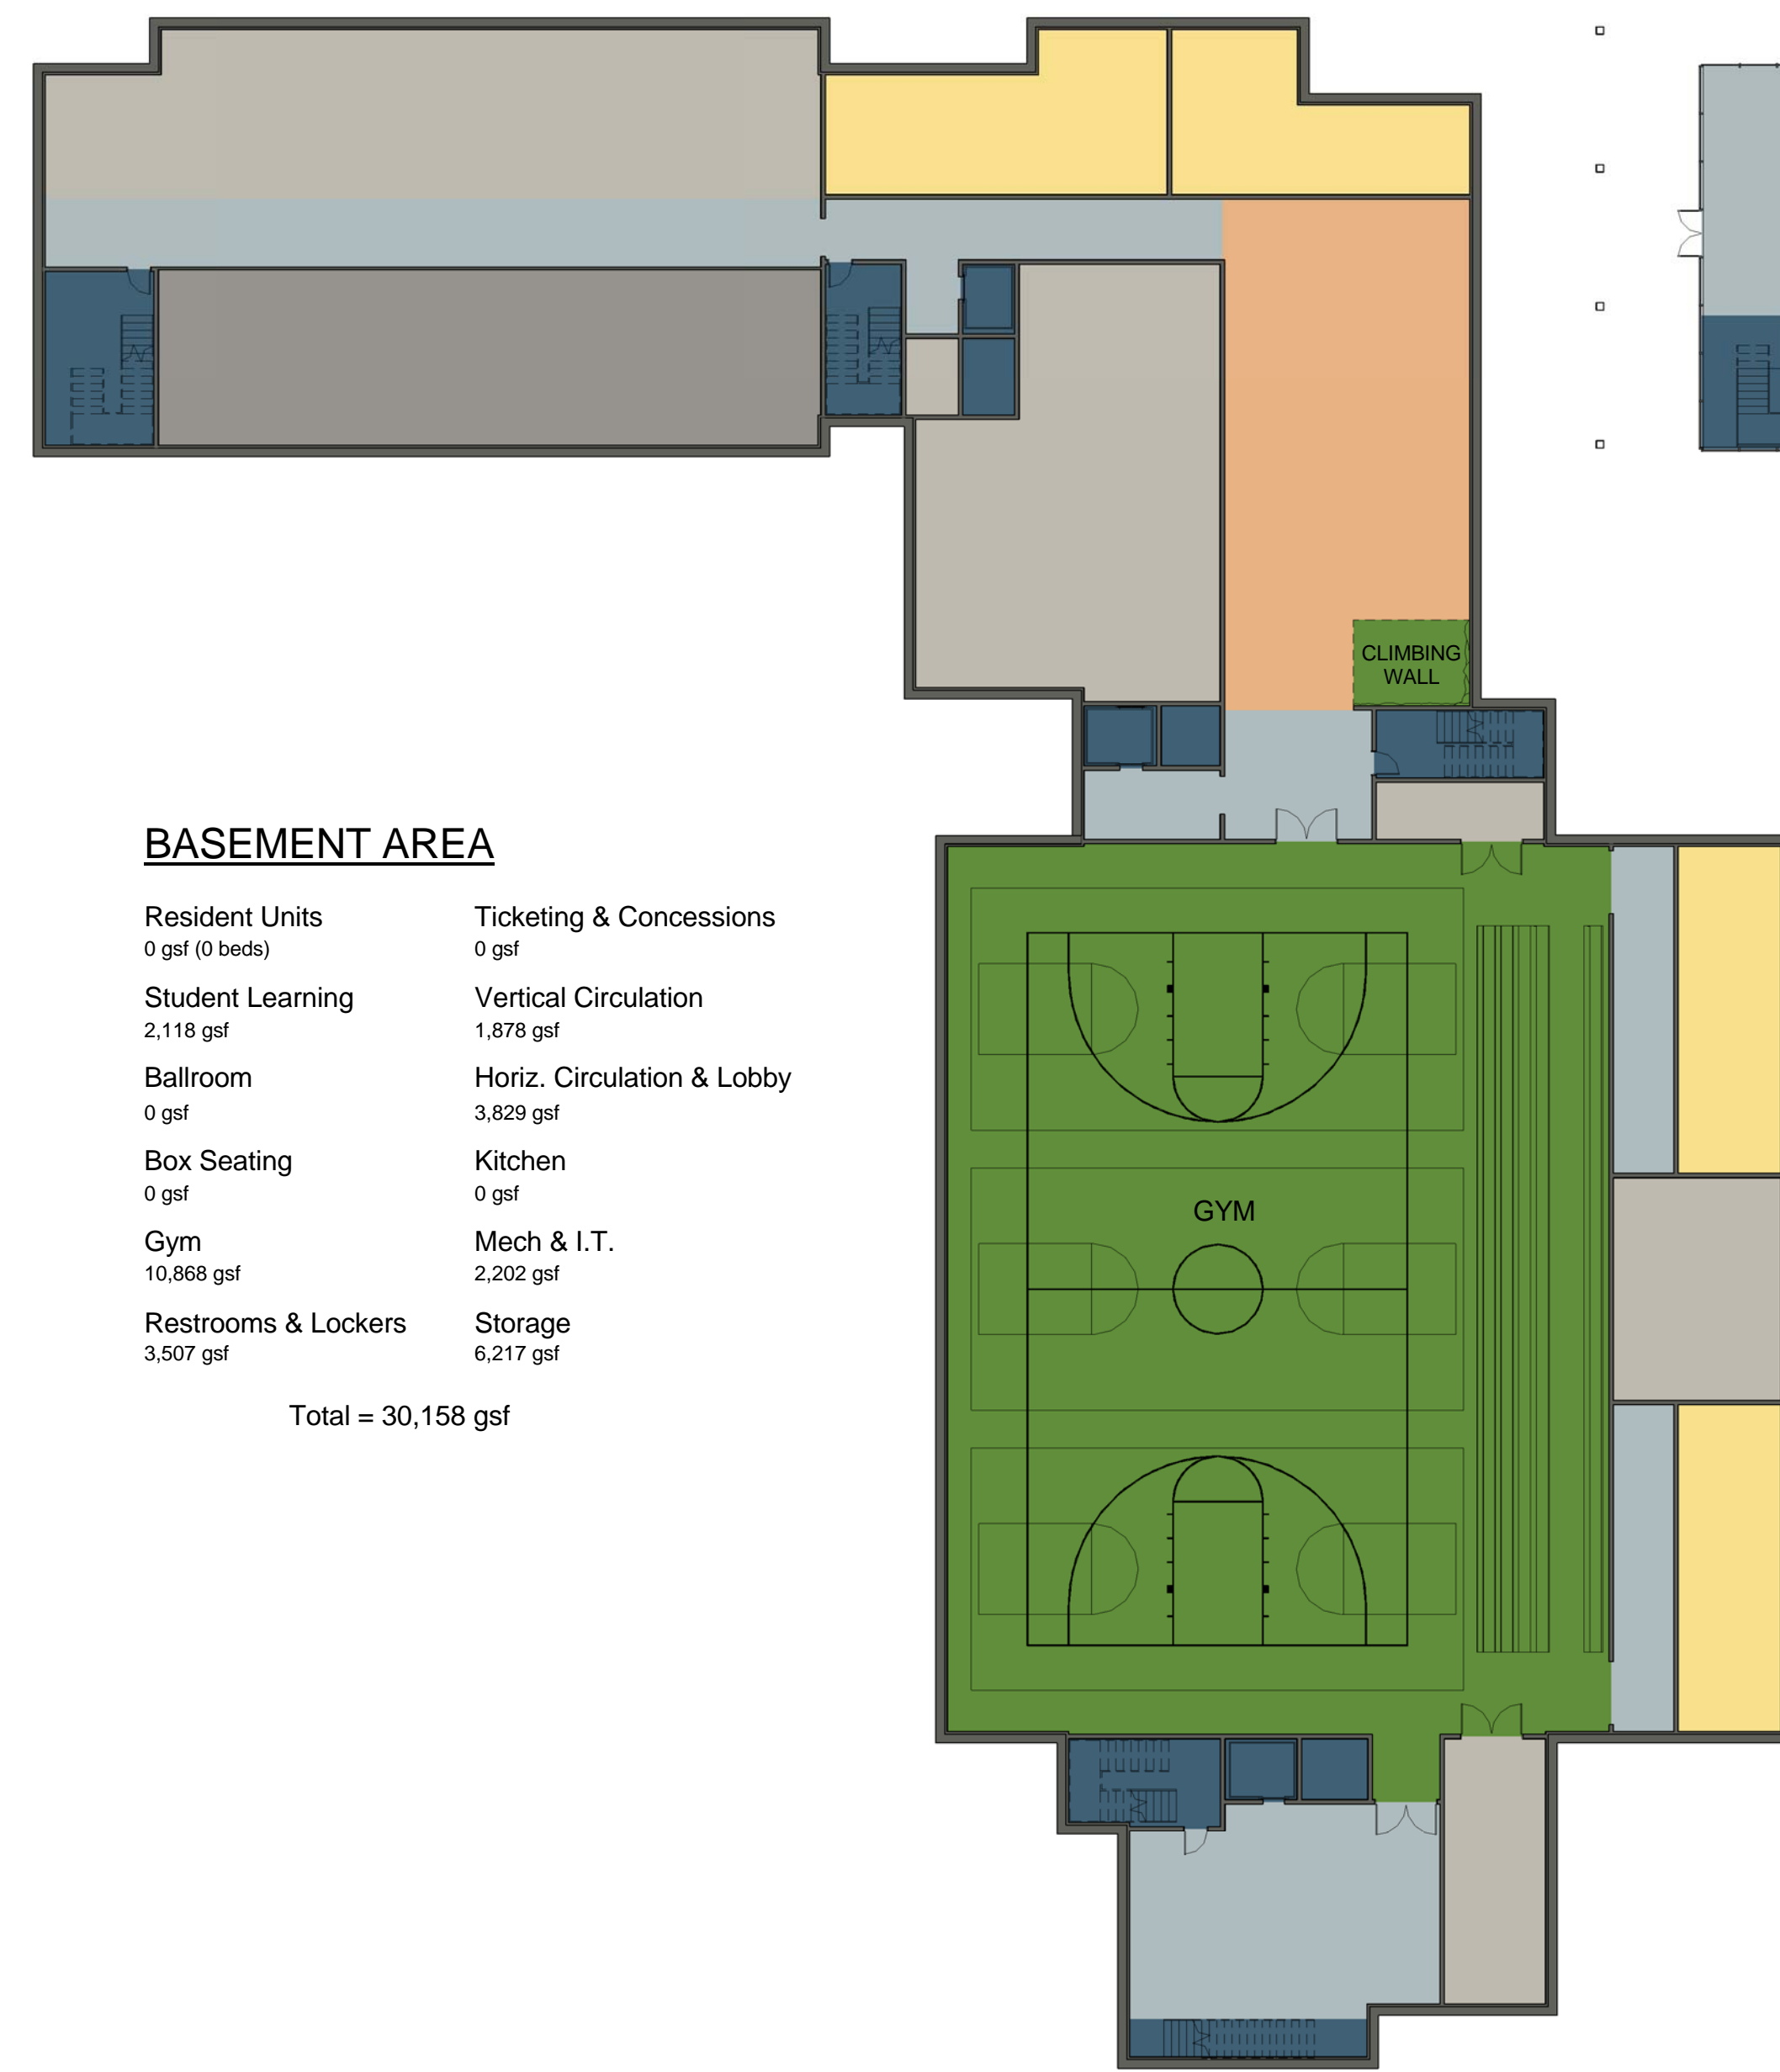 CLIMBING
WALL
BASEMENT AREA
Resident Units
0 gsf (0 beds)
Student Learning
2,118 gsf
Ballroom
0 gsf
Box Seating
0 gsf
Gym
10,868 gsf
Restrooms & Lockers
3,507 gsf
Ticketing & Concessions
0 gsf
Vertical Circulation
1,878 gsf
Horiz. Circulation & Lobby
3,829 gsf
Kitchen
0 gsf
Mech & I.T.
2,202 gsf
Storage
6,217 gsf
Total = 30,158 gsf
GYM